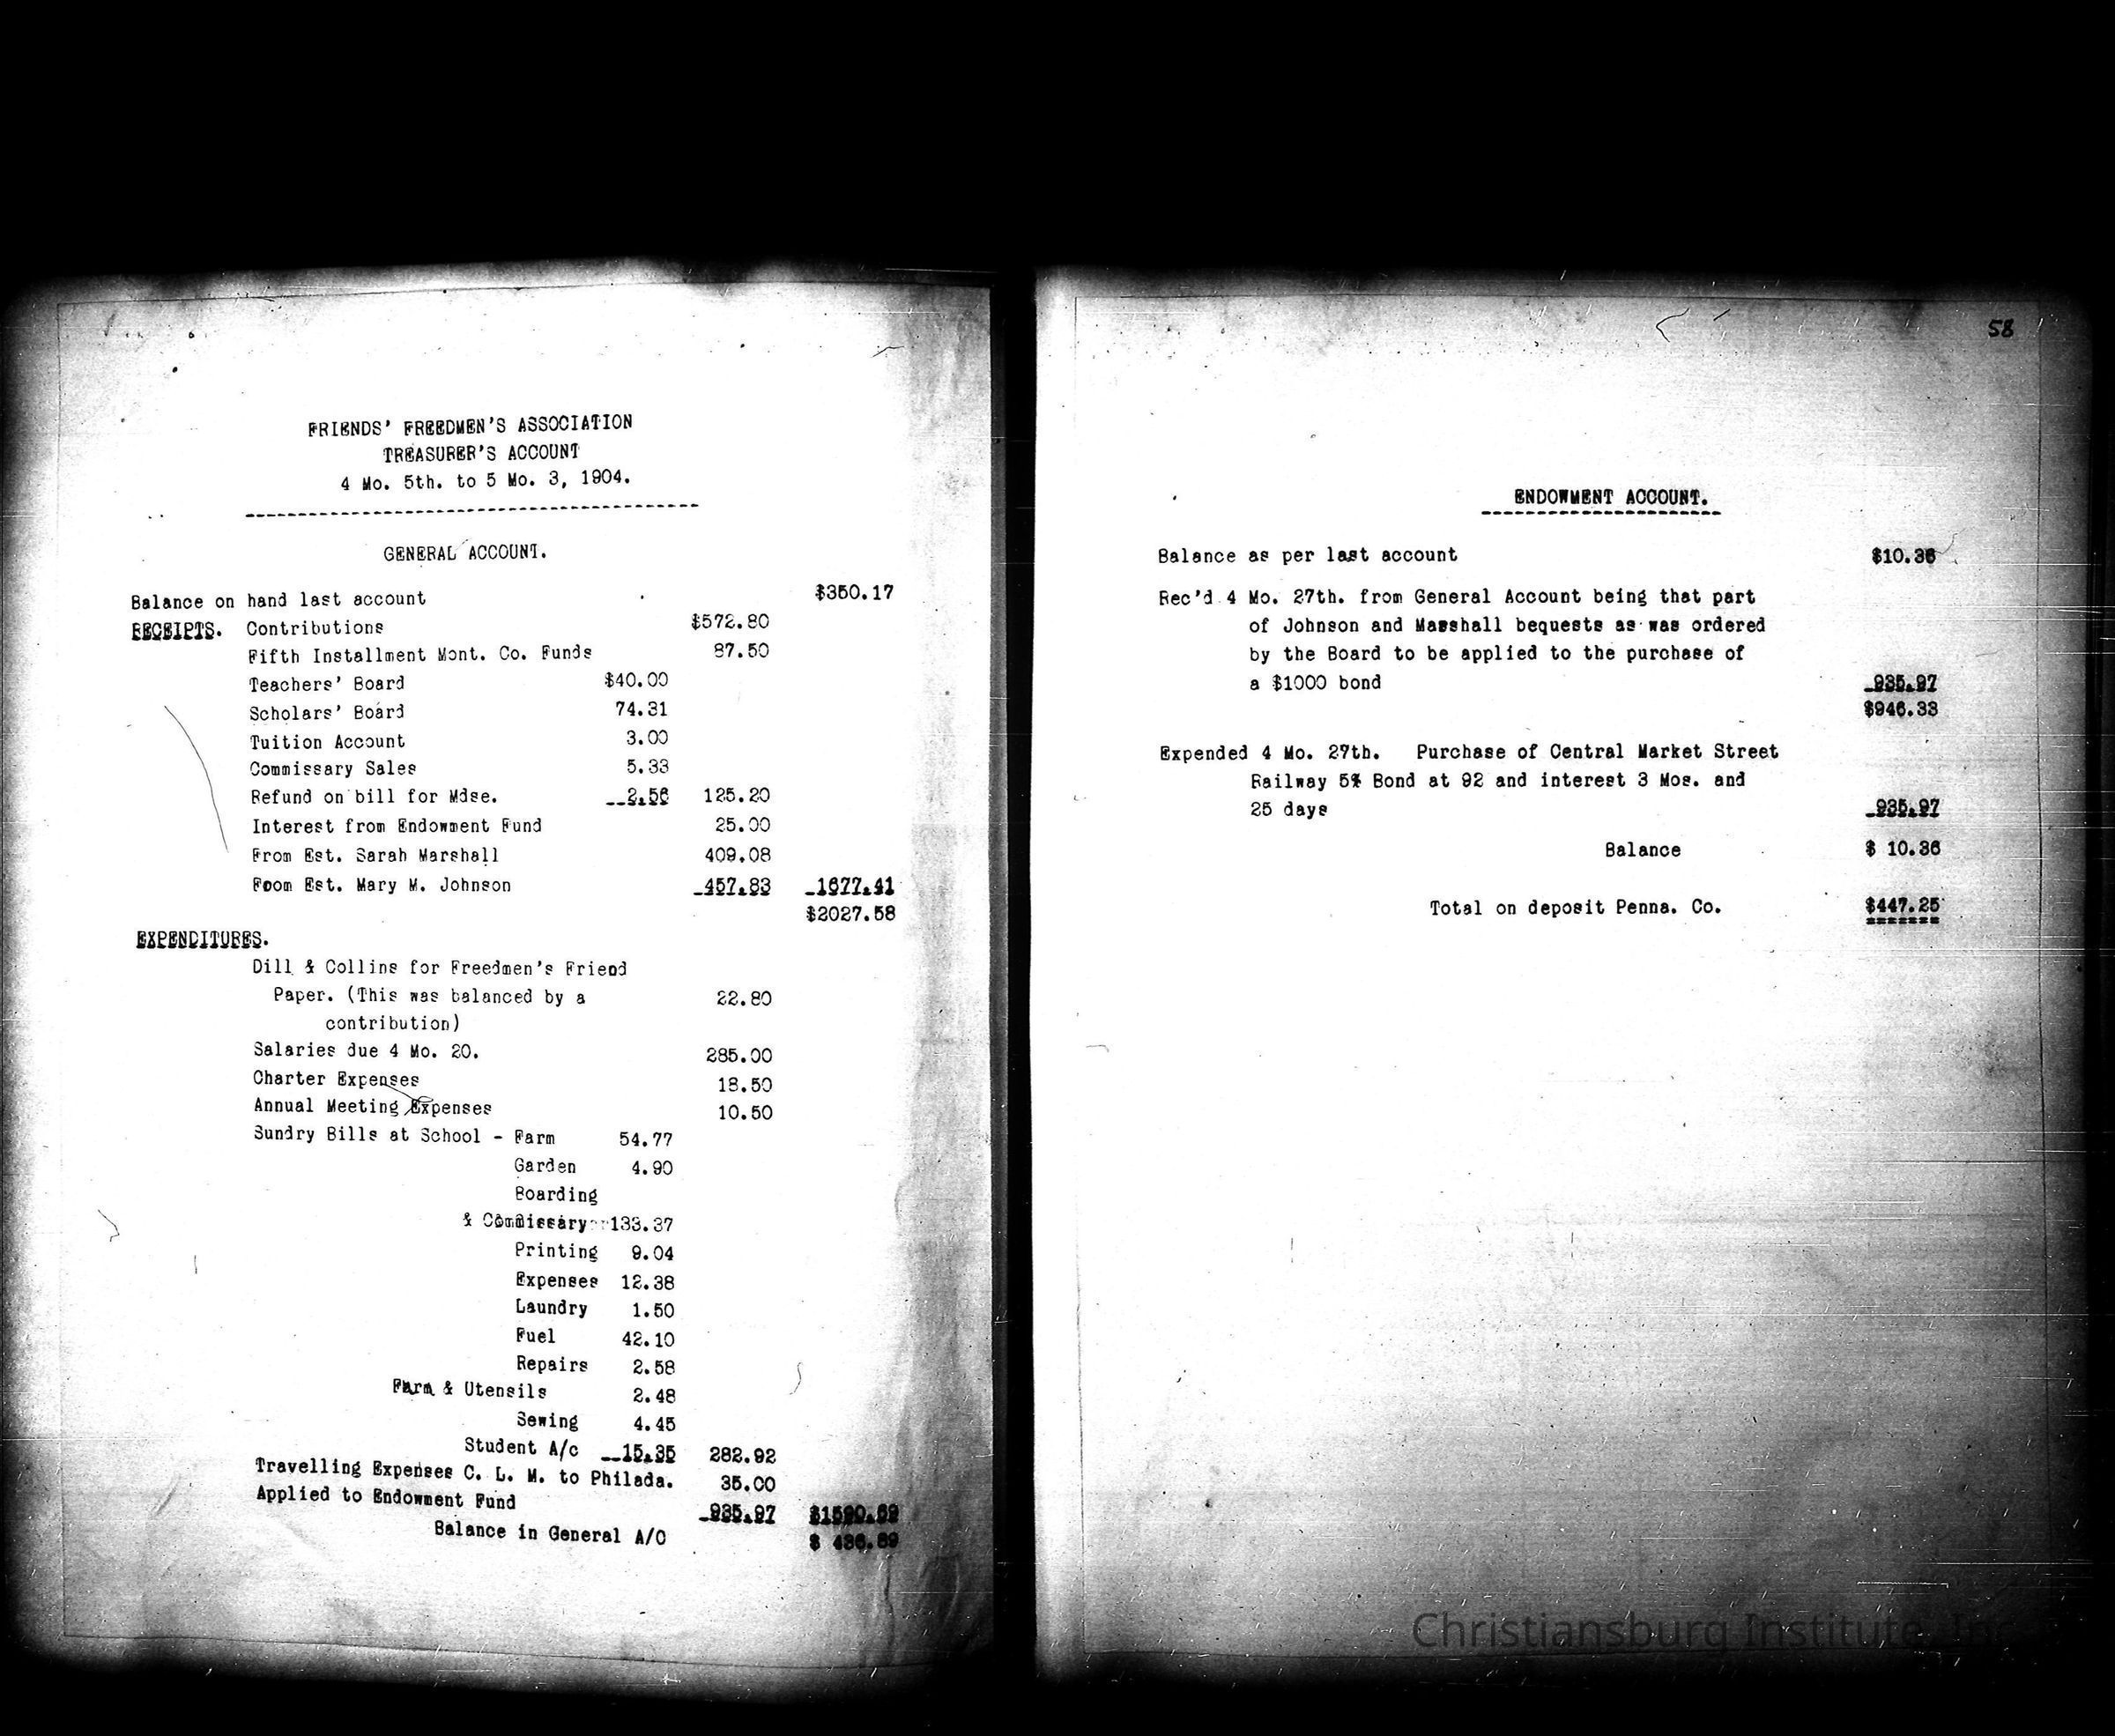 FRIENDS' FREEDMEN'S ASSOCIATION
TREASURER'S ACCOUNT
4 Mo. 5th. to 5 Mo. 3, 1904.
GENERAL ACCOUNT.
Balance on hand last account $350.17
RECEIPTS. Contributions $572.80
Fifth Installment Mont. Co. Funds 87.50
Teachers' Board $40.00
Scholars' Board 74.31
Tuition Account 3.00
Commissary Sales 5.33
Refund on bill for Mdse. 2.56 125.20
Interest from Endowment Fund 25.00
From Est. Sarah Marshall 409.08
Foom Est. Mary M. Johnson 457.83 1677.41
$2027.58
EXPENDITURES.
Dill & Collins for Freedmen's Friend
Paper. (This was balanced by a 22.80
contribution)
Salaries due 4 Mo. 20. 285.00
Charter Expenses 18.50
Annual Meeting Expenses 10.50
Sundry Bills at School - Farm 54.77
Garden 4.90
Boarding
& Commissary 133.37
Printing 9.04
Expenses 12.38
Laundry 1.50
Fuel 42.10
Repairs 2.58
Farm & Utensils 2.48
Sewing 4.45
Student A/c 15.35 282.92
Travelling Expenses C. L. M. to Philada. 35.00
Applied to Endowment Fund 935.97 $1590.69
Balance in General A/C $ 436.89
58
ENDOWMENT ACCOUNT.
Balance as per last account $10.36
Rec'd 4 Mo. 27th. from General Account being that part
of Johnson and Marshall bequests as was ordered
by the Board to be applied to the purchase of
a $1000 bond 935.97
$946.33
Expended 4 Mo. 27th. Purchase of Central Market Street
Railway 5% Bond at 92 and interest 3 Mos. and
25 days 935.97
Balance $ 10.36
Total on deposit Penna. Co. $447.25
Christiansburg Institute, Inc.